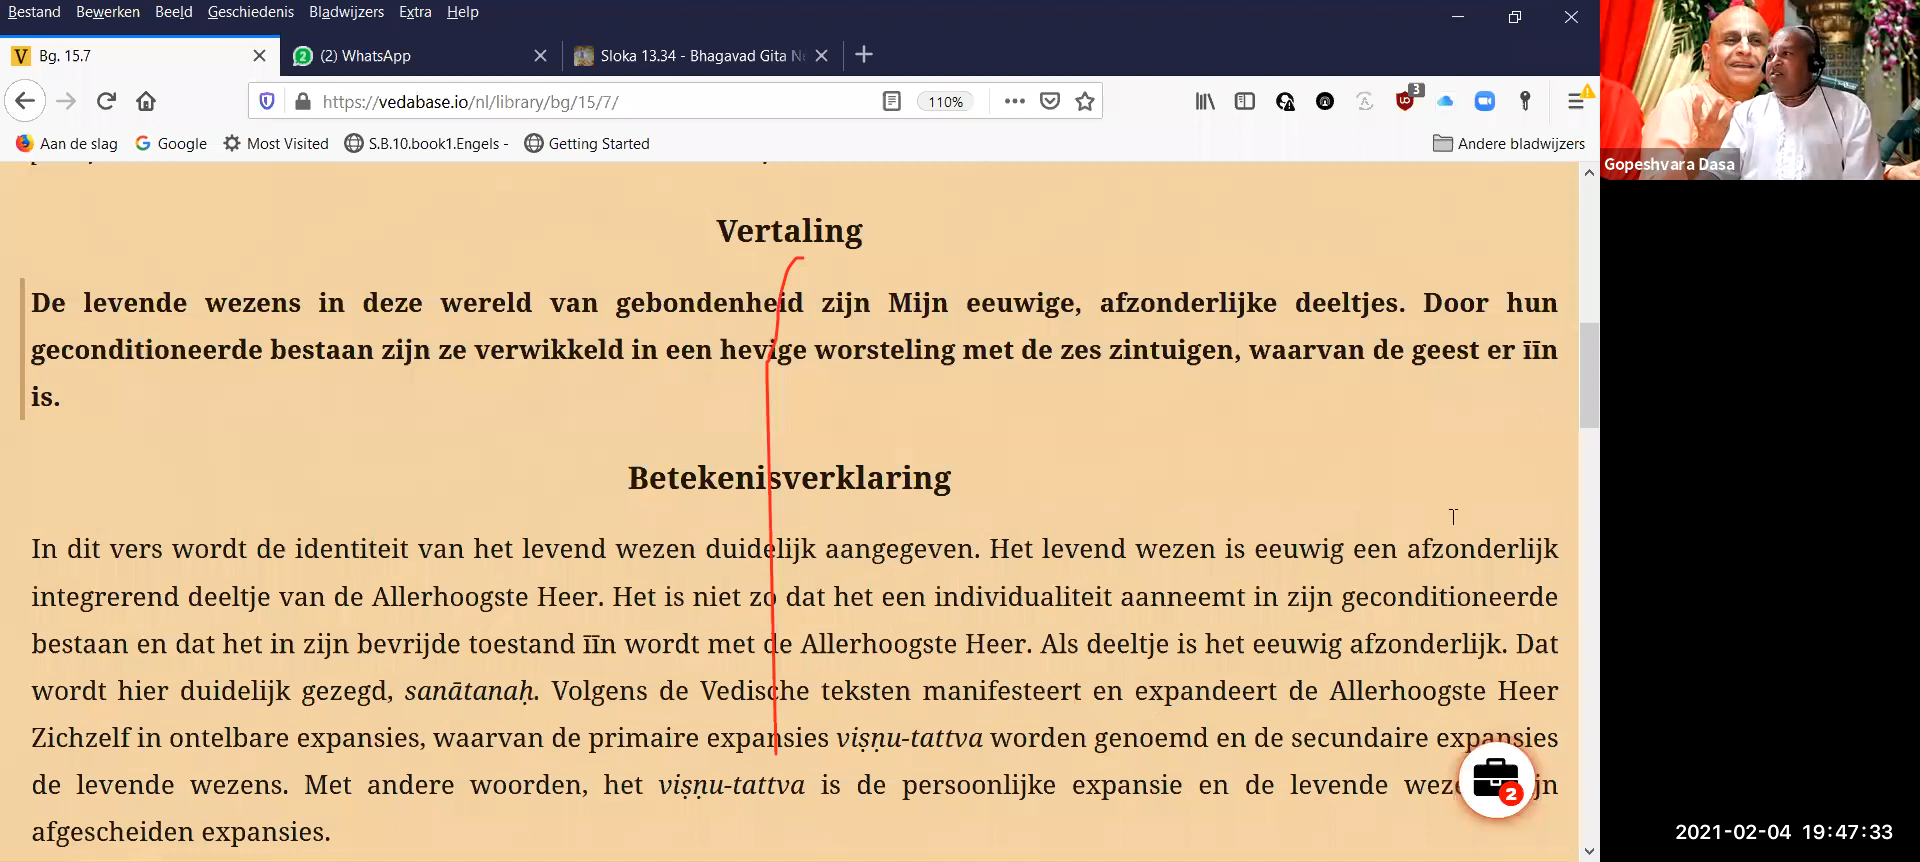 Bestand Bewerken Beeld Geschiedenis Bladwijzers Extra Help
V Bg. 15.7 2 (2) WhatsApp Sloka 13.34 - Bhagavad Gita N
https://vedabase.io/nl/library/bg/15/7/ 110% 3
Aan de slag Google Most Visited S.B.10.book1.Engels - Getting Started Andere bladwijzers
Gopeshvara Dasa
Vertaling
De levende wezens in deze wereld van gebondenheid zijn Mijn eeuwige, afzonderlijke deeltjes. Door hun
geconditioneerde bestaan zijn ze verwikkeld in een hevige worsteling met de zes zintuigen, waarvan de geest er īīn
is.
Betekenisverklaring
In dit vers wordt de identiteit van het levend wezen duidelijk aangegeven. Het levend wezen is eeuwig een afzonderlijk
integrerend deeltje van de Allerhoogste Heer. Het is niet zo dat het een individualiteit aanneemt in zijn geconditioneerde
bestaan en dat het in zijn bevrijde toestand īīn wordt met de Allerhoogste Heer. Als deeltje is het eeuwig afzonderlijk. Dat
wordt hier duidelijk gezegd, sanātanaḥ. Volgens de Vedische teksten manifesteert en expandeert de Allerhoogste Heer
Zichzelf in ontelbare expansies, waarvan de primaire expansies viṣṇu-tattva worden genoemd en de secundaire expansies
de levende wezens. Met andere woorden, het viṣṇu-tattva is de persoonlijke expansie en de levende
afgescheiden expansies.
2
2021-02-04 19:47:33